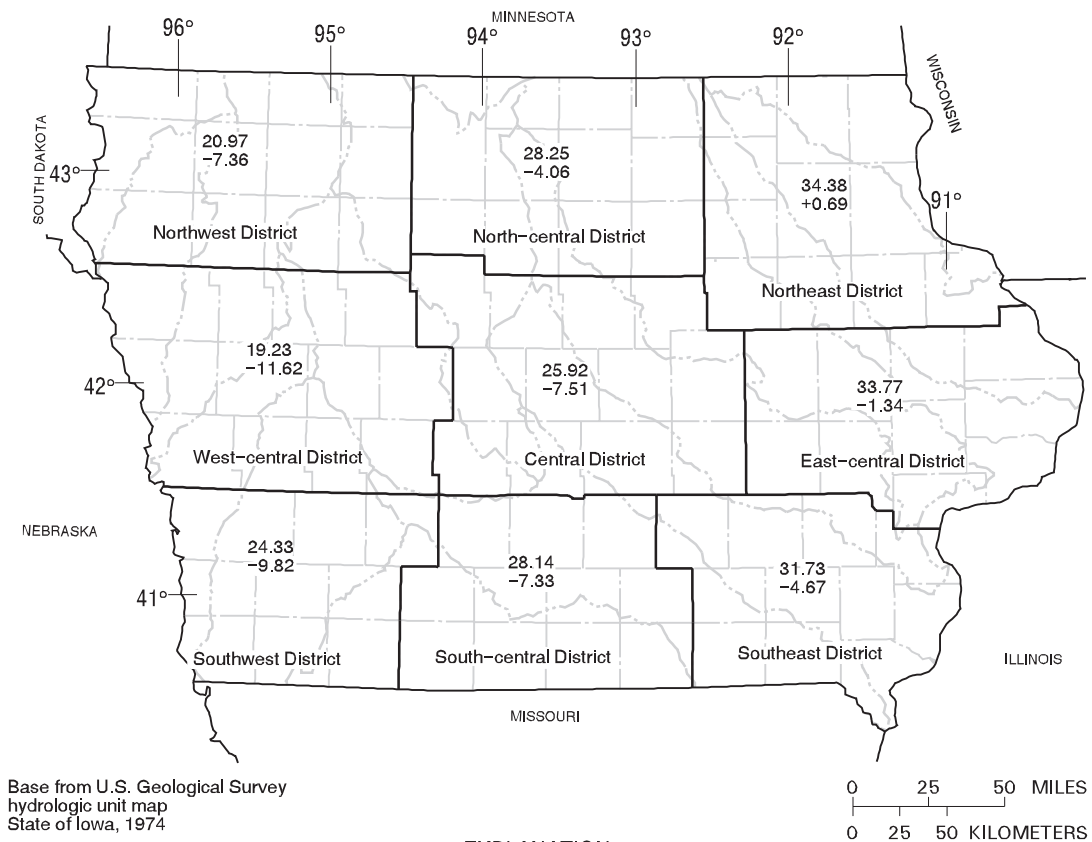 MINNESOTA
96°
95°
94°
93°
92°
WISCONSIN
SOUTH DAKOTA
43°
20.97
−7.36
Northwest District
28.25
−4.06
North−central District
34.38
+0.69
91°
Northeast District
42°
19.23
−11.62
West−central District
25.92
−7.51
Central District
33.77
−1.34
East−central District
NEBRASKA
41°
24.33
−9.82
Southwest District
28.14
−7.33
South−central District
31.73
−4.67
Southeast District
ILLINOIS
MISSOURI
Base from U.S. Geological Survey
hydrologic unit map
State of Iowa, 1974
0 25 50 MILES
0 25 50 KILOMETERS